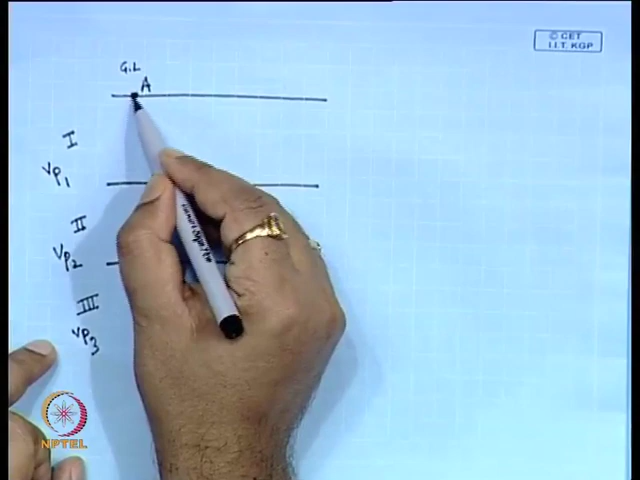 © CET
I.I.T. KGP
G.L
A
I
VP1
II
VP2
III
VP3
NPTEL